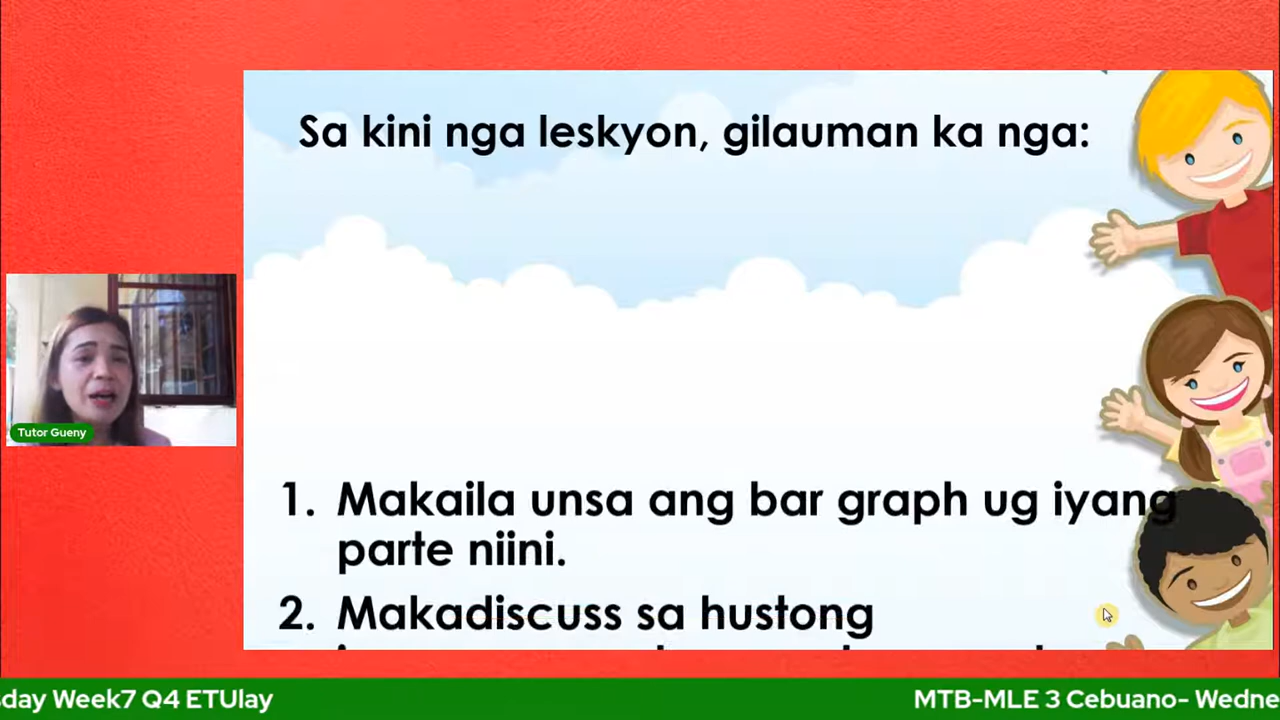 Sa kini nga leskyon, gilauman ka nga:
1. Makaila unsa ang bar graph ug iyang
parte niini.
2. Makadiscuss sa hustong
Tutor Gueny
sday Week7 Q4 ETUlay
MTB-MLE 3 Cebuano- Wedne